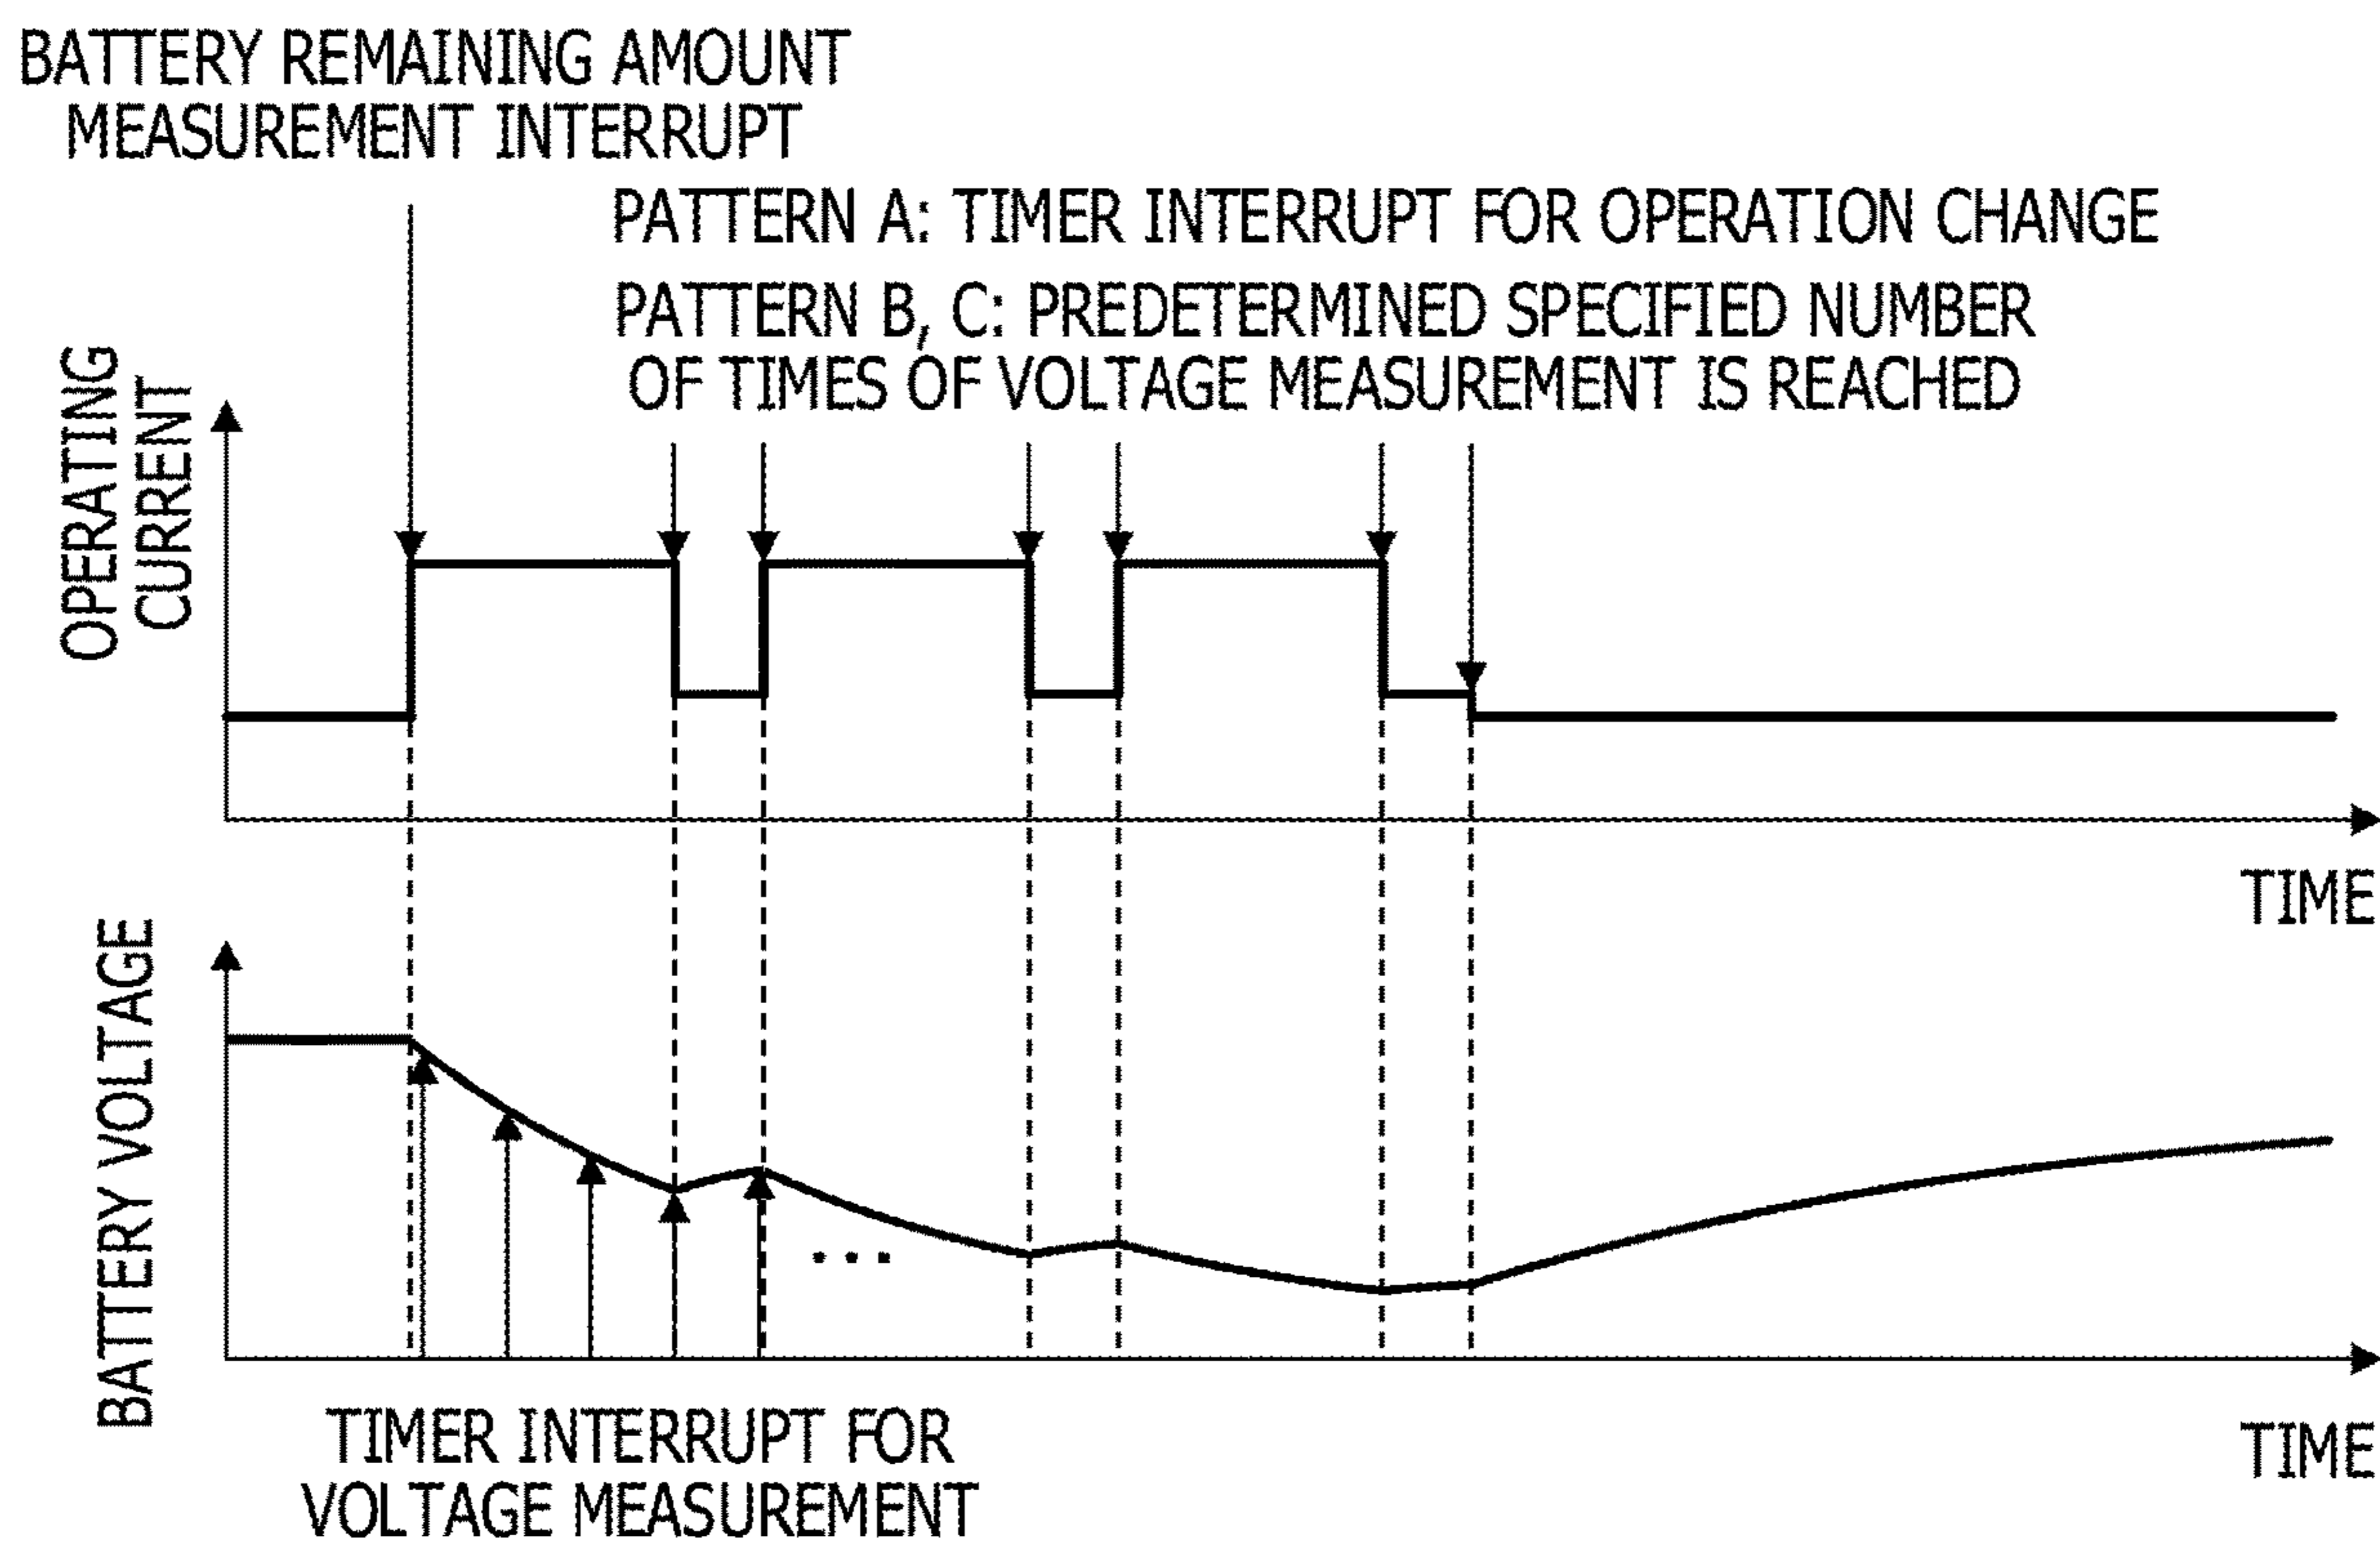 BATTERY REMAINING AMOUNT
MEASUREMENT INTERRUPT
PATTERN A: TIMER INTERRUPT FOR OPERATION CHANGE
PATTERN B, C: PREDETERMINED SPECIFIED NUMBER
OF TIMES OF VOLTAGE MEASUREMENT IS REACHED
OPERATING
CURRENT
TIME
BATTERY VOLTAGE
...
TIMER INTERRUPT FOR
VOLTAGE MEASUREMENT
TIME